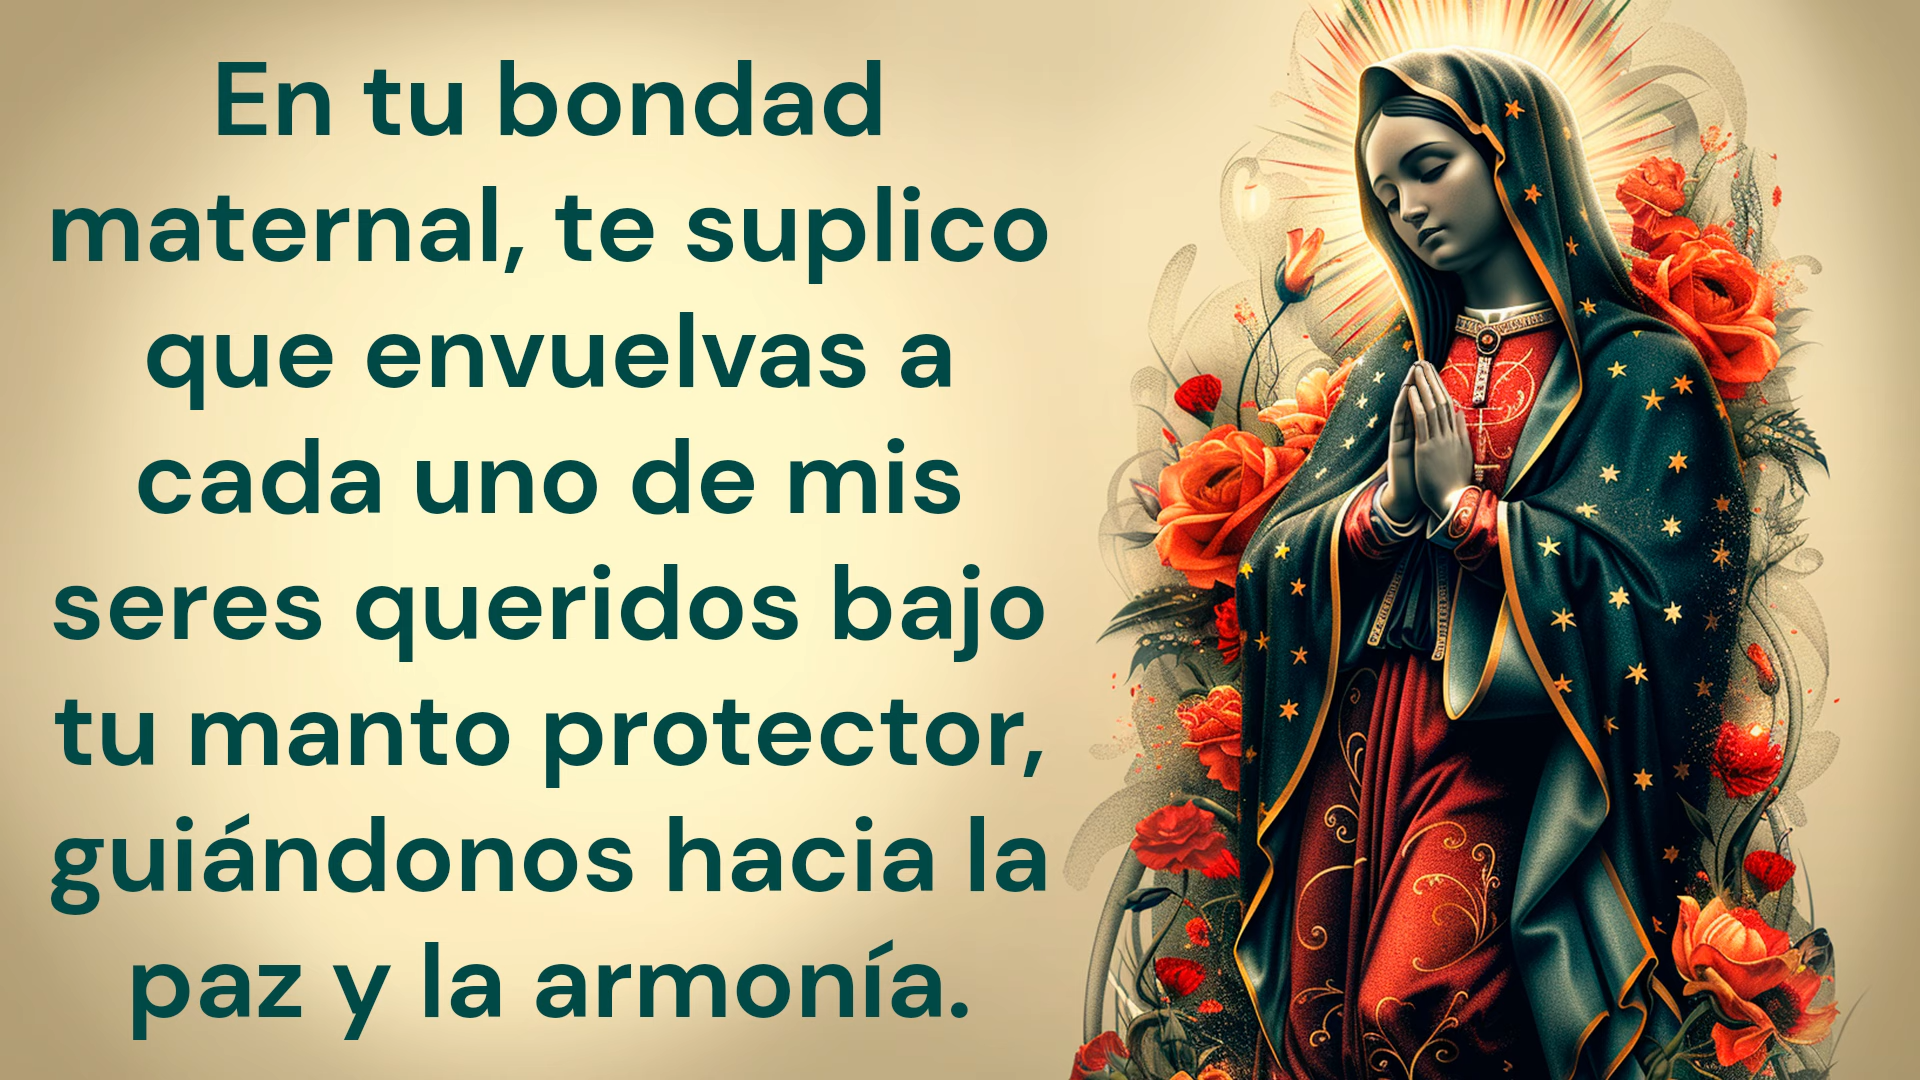 En tu bondad
maternal, te suplico
que envuelvas a
cada uno de mis
seres queridos bajo
tu manto protector,
guiándonos hacia la
paz y la armonía.